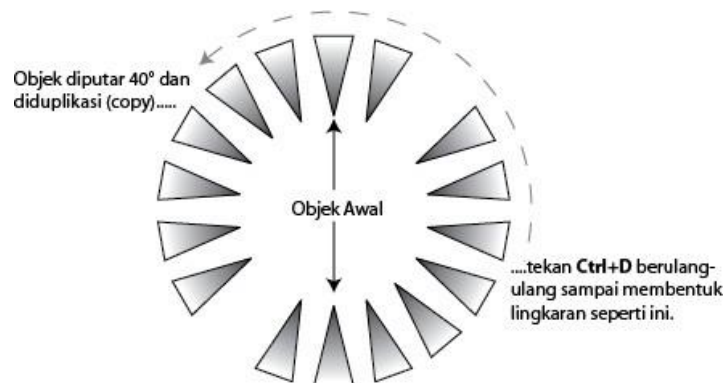 Objek diputar 40° dan
diduplikasi (copy).....
Objek Awal
....tekan Ctrl+D berulang-
ulang sampai membentuk
lingkaran seperti ini.